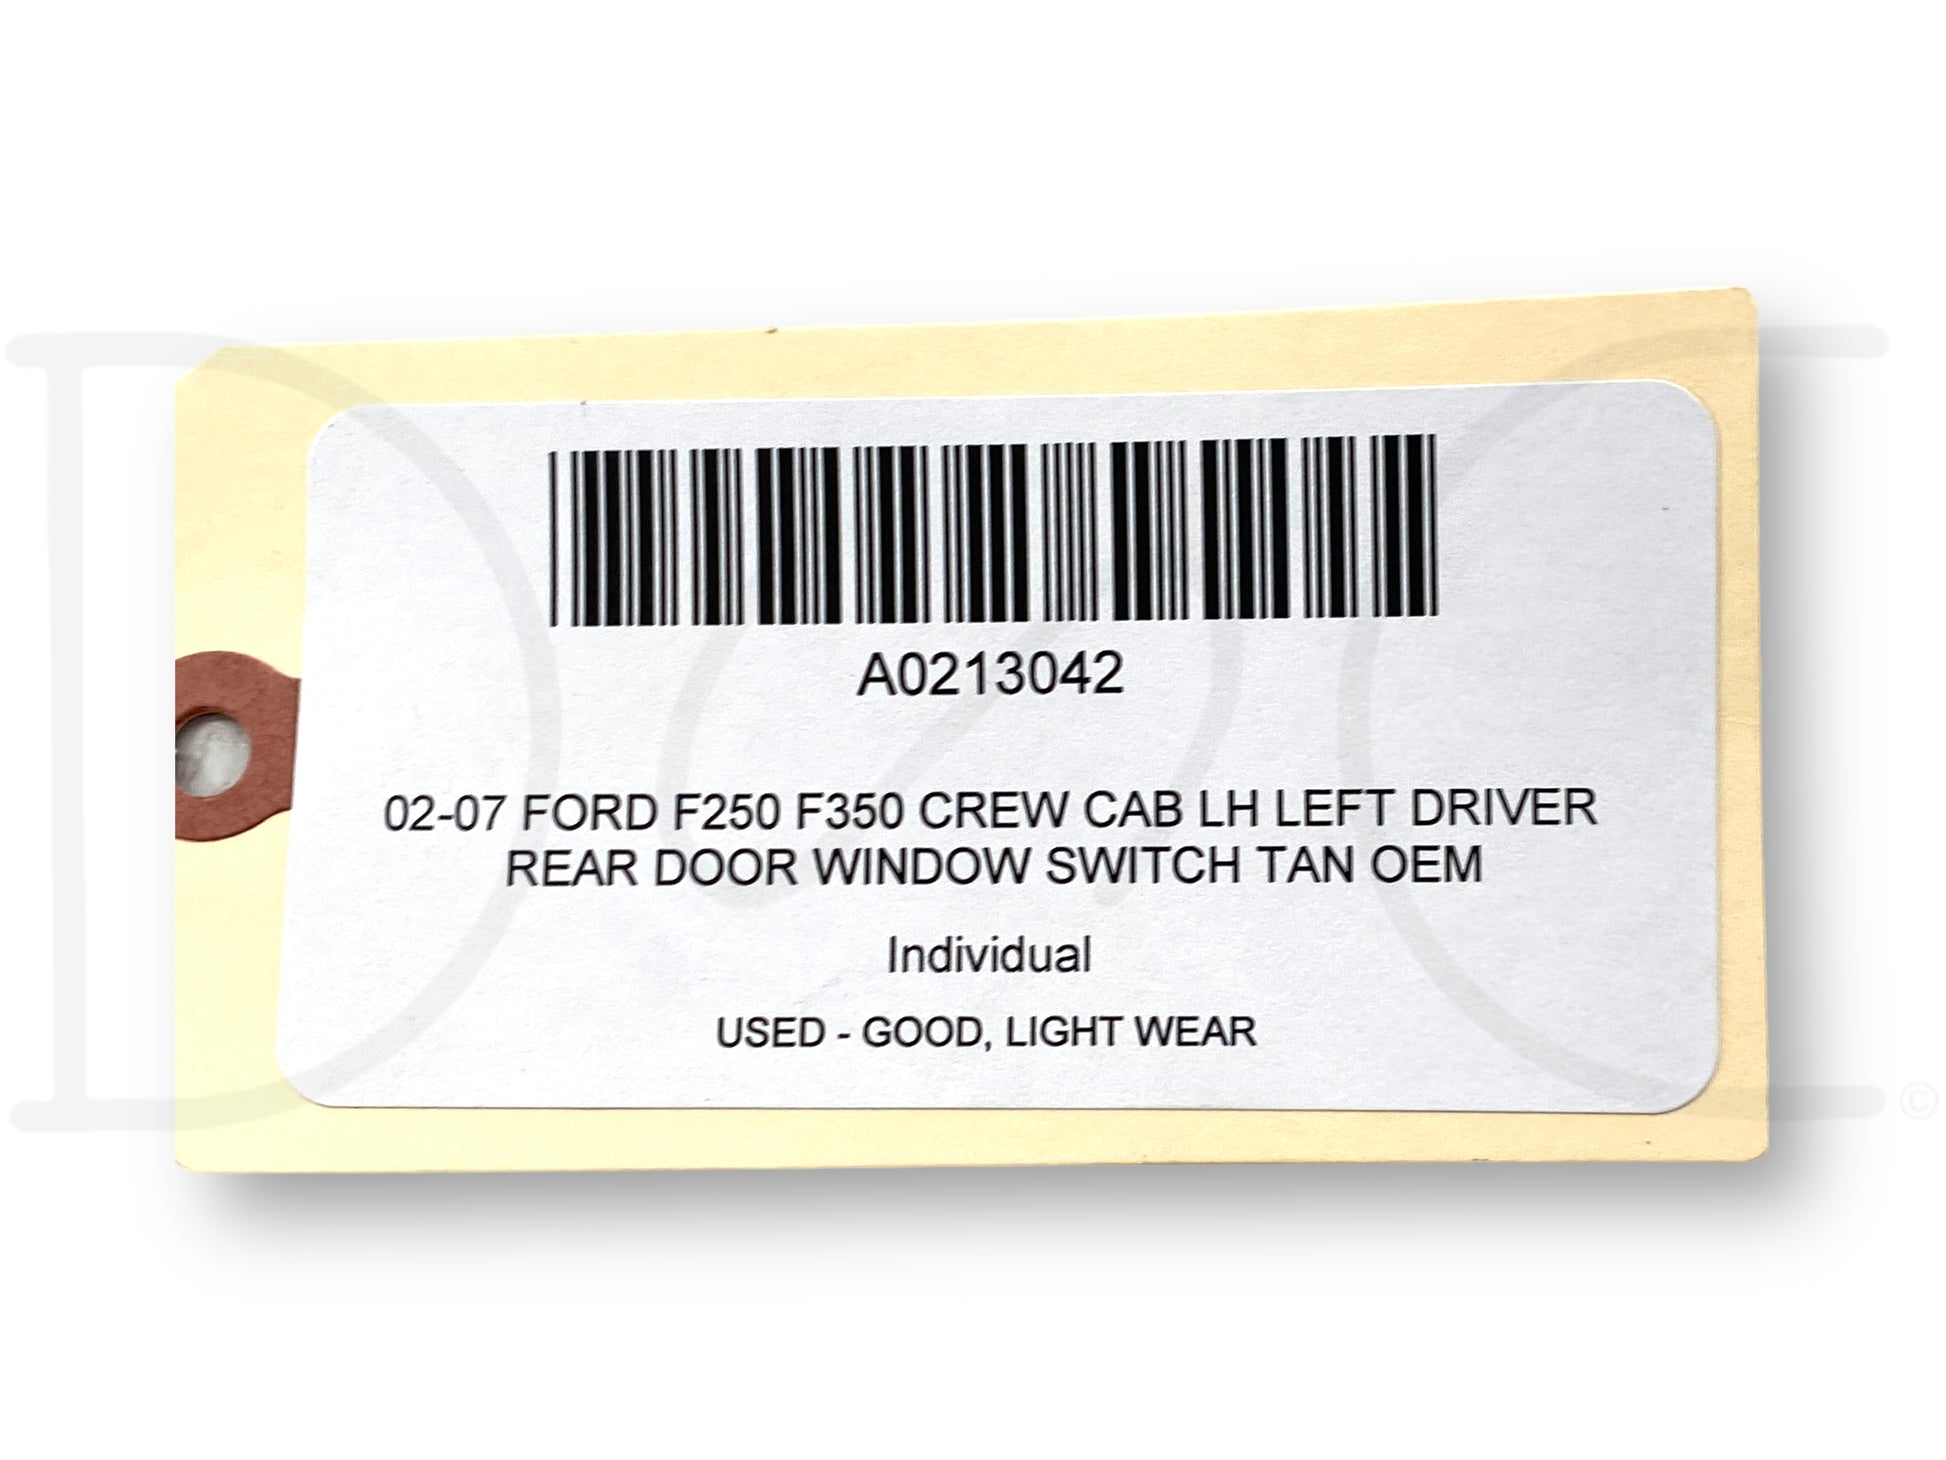 A0213042
02-07 FORD F250 F350 CREW CAB LH LEFT DRIVER
REAR DOOR WINDOW SWITCH TAN OEM
Individual
USED - GOOD, LIGHT WEAR